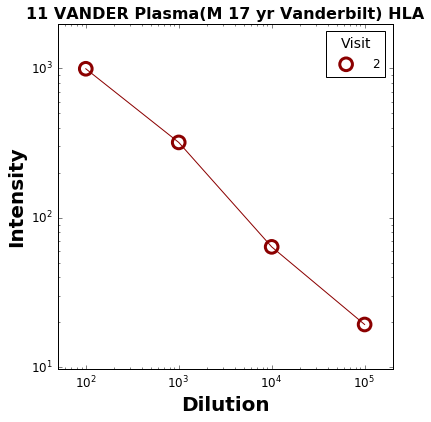 11 VANDER Plasma(M 17 yr Vanderbilt) HLA
Visit
2
Intensity
10³
10²
10¹
10² 10³ 10⁴ 10⁵
Dilution